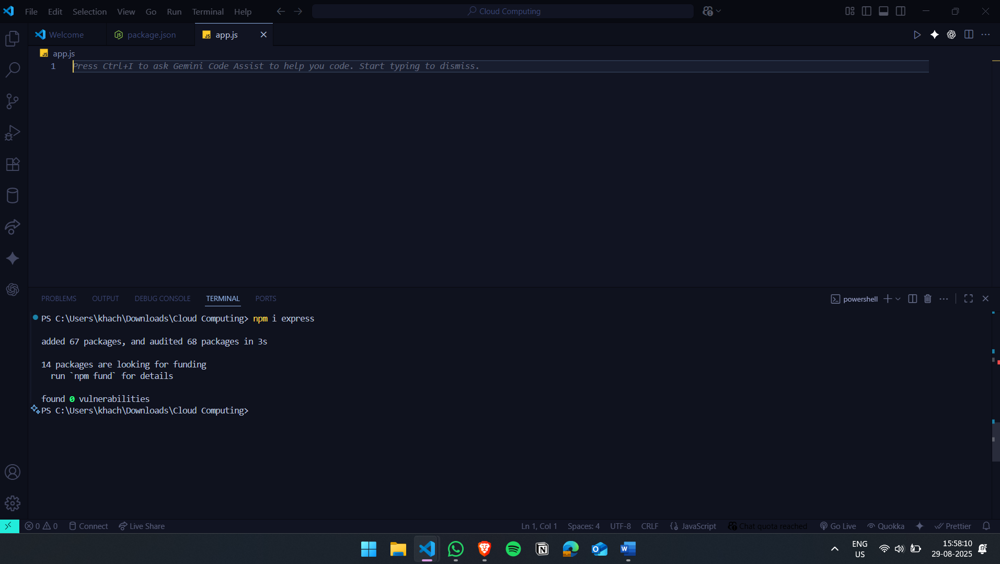 File Edit Selection View Go Run Terminal Help
Cloud Computing
Welcome package.json app.js
JS app.js
1 Press Ctrl+I to ask Gemini Code Assist to help you code. Start typing to dismiss.
PROBLEMS OUTPUT DEBUG CONSOLE TERMINAL PORTS
powershell
PS C:\Users\khach\Downloads\Cloud Computing> npm i express
added 67 packages, and audited 68 packages in 3s
14 packages are looking for funding
run `npm fund` for details
found 0 vulnerabilities
PS C:\Users\khach\Downloads\Cloud Computing>
0 0 Connect Live Share Ln 1, Col 1 Spaces: 4 UTF-8 CRLF JavaScript Chat quota reached Go Live Quokka Prettier
ENG 15:58:10
US 29-08-2025